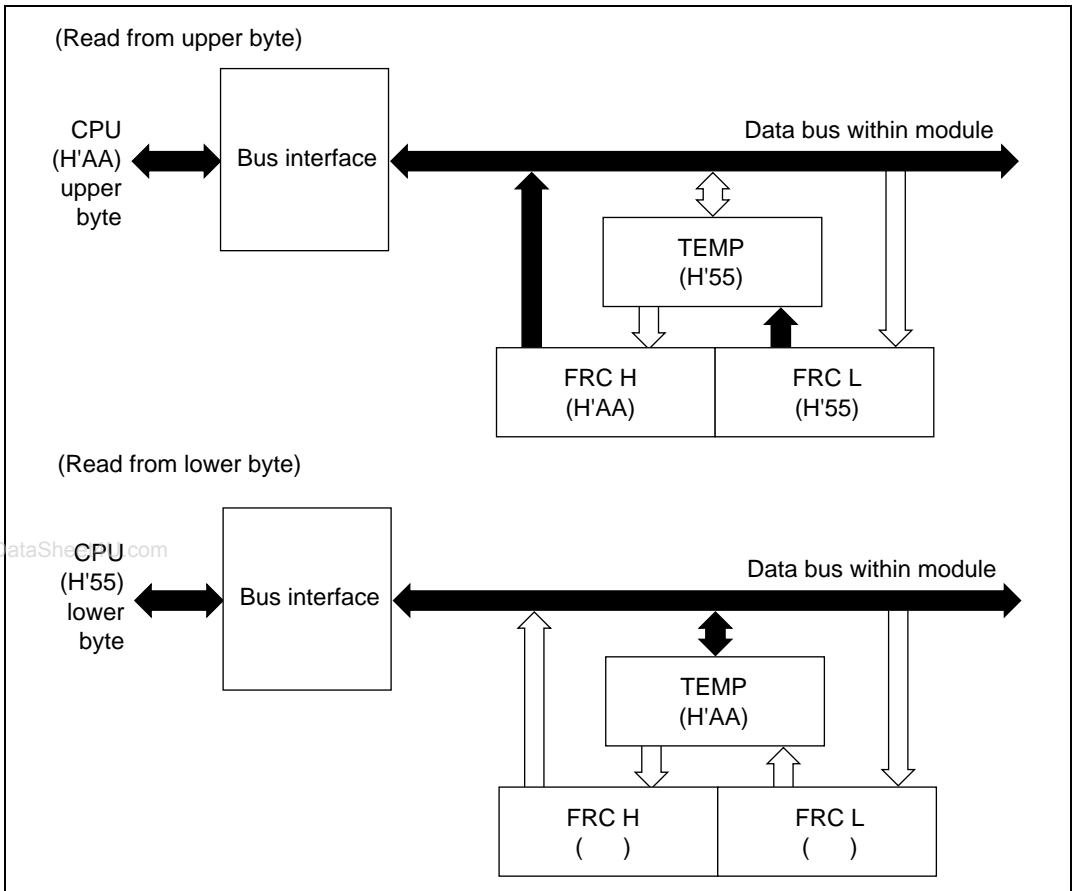 (Read from upper byte)
CPU
(H'AA)
upper
byte
Bus interface
Data bus within module
TEMP
(H'55)
FRC H
(H'AA)
FRC L
(H'55)
(Read from lower byte)
CPU
(H'55)
lower
byte
Bus interface
Data bus within module
TEMP
(H'AA)
FRC H
( )
FRC L
( )